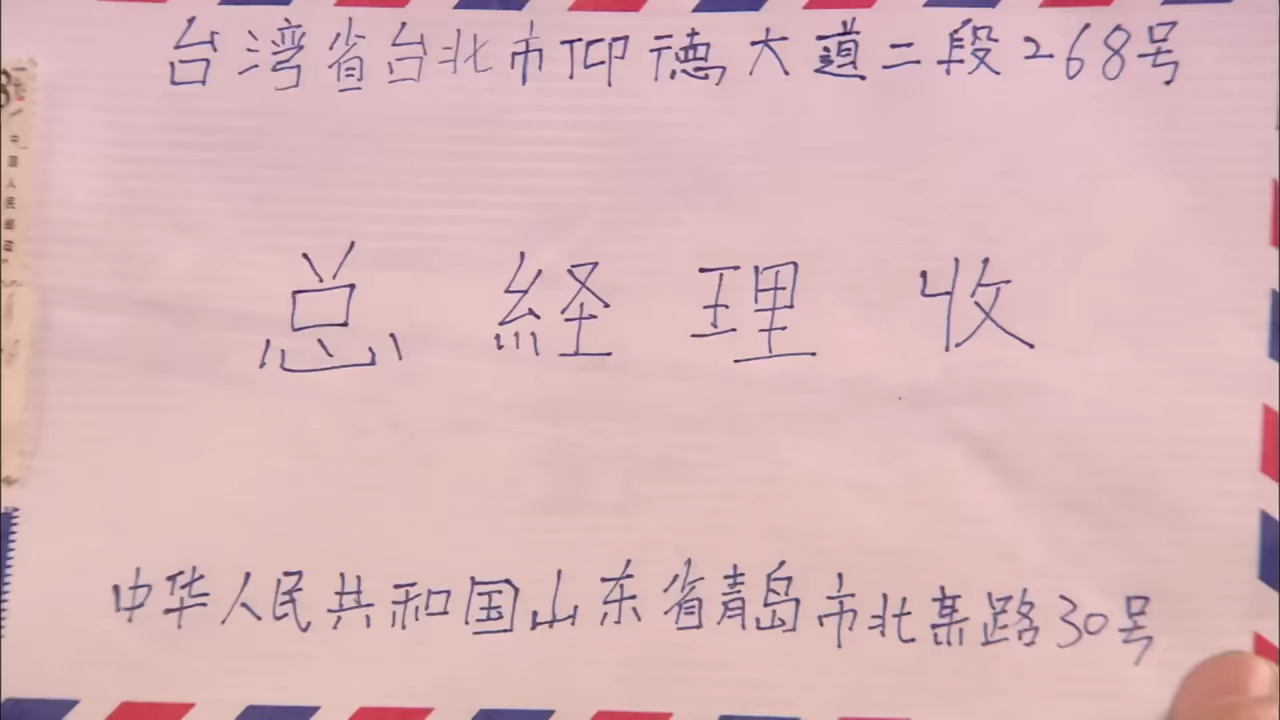 台湾省台北市仰德大道二段268号
总 経 理 收
中华人民共和国山东省青岛市北栗路30号